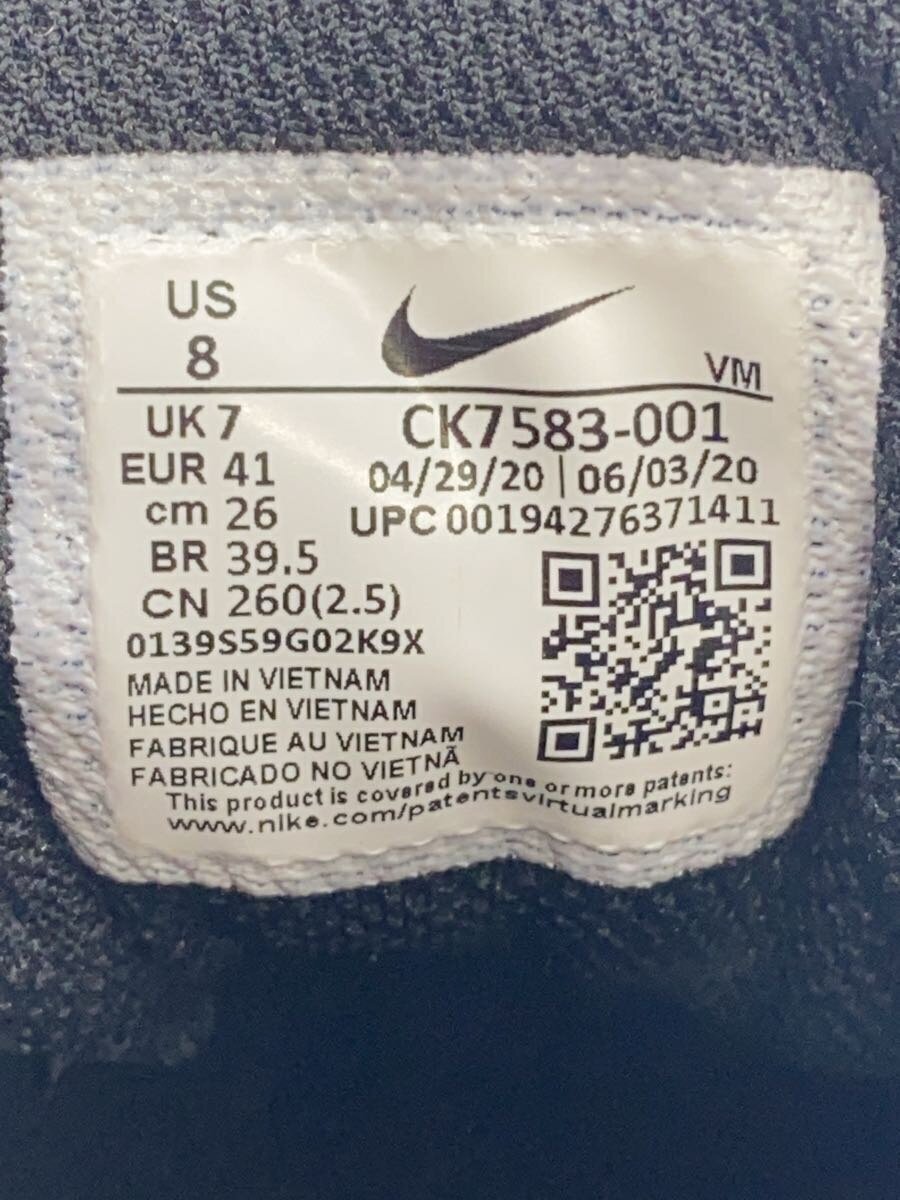 US
8
VM
UK 7
EUR 41
cm 26
BR 39.5
CN 260(2.5)
CK7583-001
04/29/20 | 06/03/20
UPC 00194276371411
0139S59G02K9X
MADE IN VIETNAM
HECHO EN VIETNAM
FABRIQUE AU VIETNAM
FABRICADO NO VIETNÃ
This product is covered by one or more patents:
www.nike.com/patentsvirtualmarking